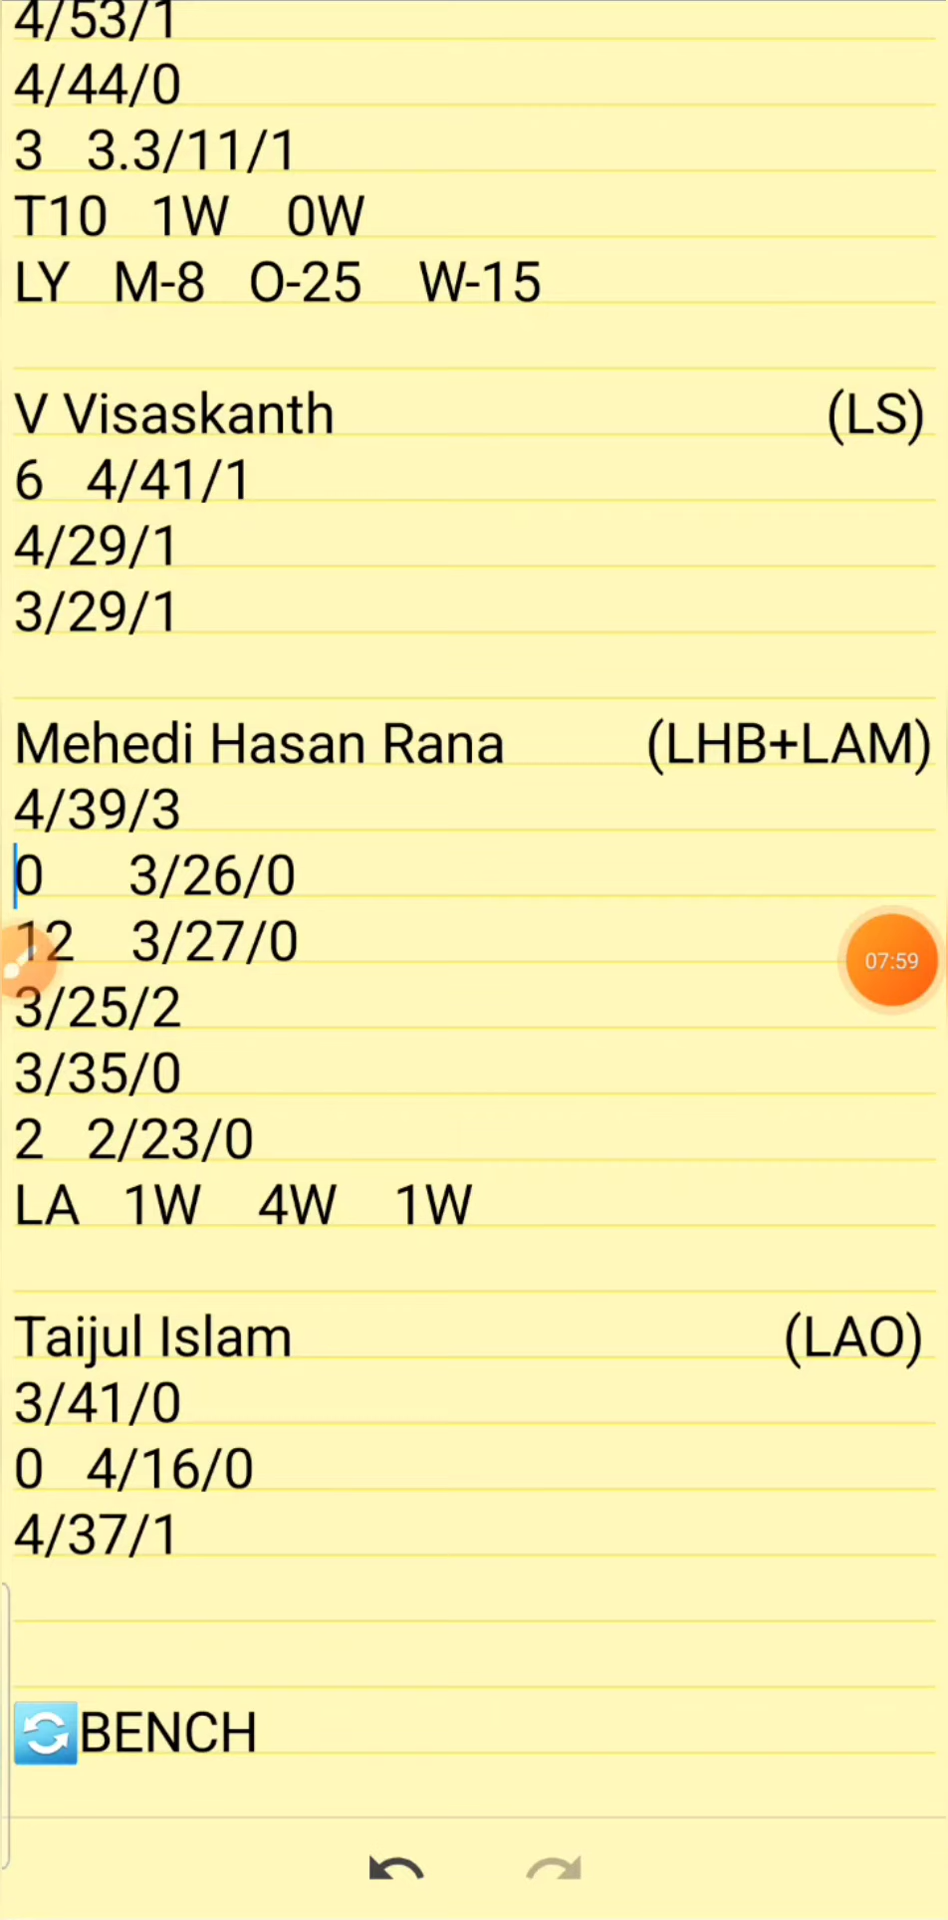 4/53/1
4/44/0
3 3.3/11/1
T10 1W 0W
LY M-8 O-25 W-15
V Visaskanth (LS)
6 4/41/1
4/29/1
3/29/1
Mehedi Hasan Rana (LHB+LAM)
4/39/3
0 3/26/0
12 3/27/0
07:59
3/25/2
3/35/0
2 2/23/0
LA 1W 4W 1W
Taijul Islam (LAO)
3/41/0
0 4/16/0
4/37/1
🔄BENCH